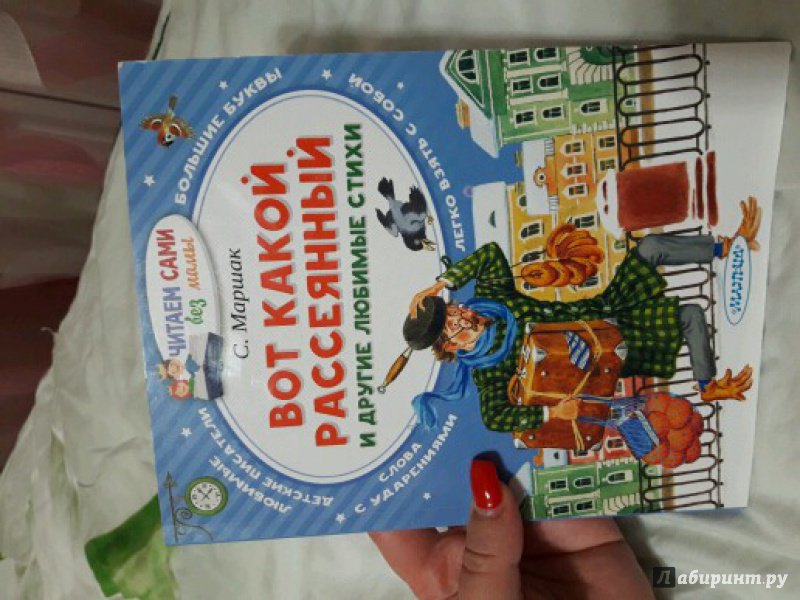 ЛЮБИМЫЕ
ДЕТСКИЕ ПИСАТЕЛИ
БОЛЬШИЕ БУКВЫ
ЧИТАЕМ САМИ
без мамы
С. Маршак
ВОТ КАКОЙ
РАССЕЯННЫЙ
И ДРУГИЕ ЛЮБИМЫЕ СТИХИ
СЛОВА
С УДАРЕНИЯМИ
ЛЕГКО ВЗЯТЬ С СОБОЙ
Малыш
Лабиринт.ру